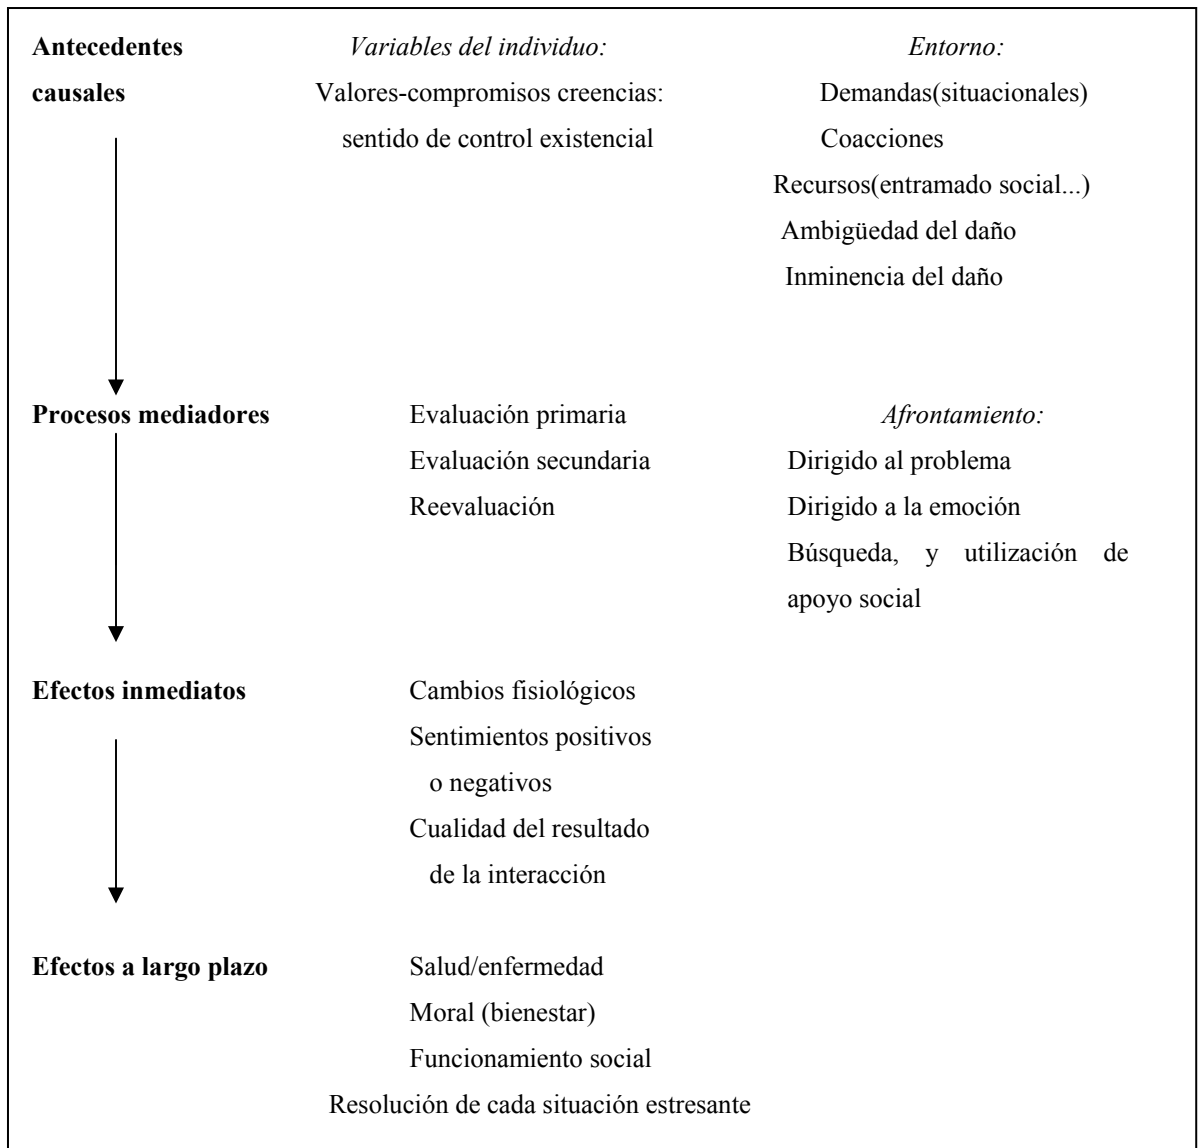 Antecedentes Variables del individuo: Entorno:
causales Valores-compromisos creencias: Demandas(situacionales)
sentido de control existencial Coacciones
Recursos(entramado social...)
Ambigüedad del daño
Inminencia del daño
Procesos mediadores Evaluación primaria Afrontamiento:
Evaluación secundaria Dirigido al problema
Reevaluación Dirigido a la emoción
Búsqueda, y utilización de
apoyo social
Efectos inmediatos Cambios fisiológicos
Sentimientos positivos
o negativos
Cualidad del resultado
de la interacción
Efectos a largo plazo Salud/enfermedad
Moral (bienestar)
Funcionamiento social
Resolución de cada situación estresante